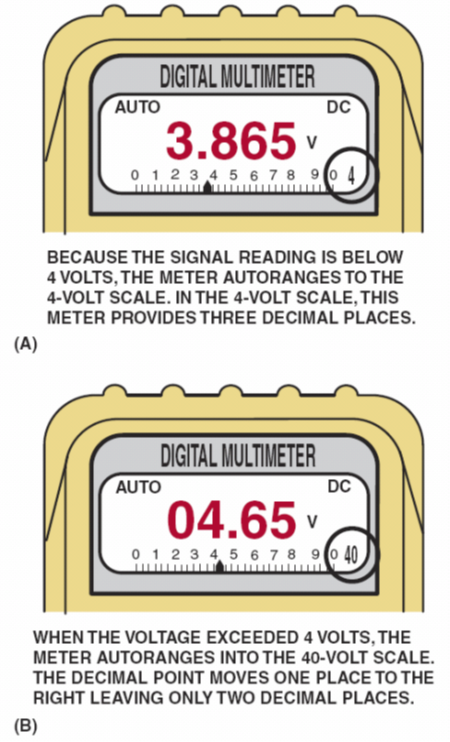 DIGITAL MULTIMETER
AUTO DC
3.865 V
0 1 2 3 4 5 6 7 8 9 0 4
BECAUSE THE SIGNAL READING IS BELOW
4 VOLTS, THE METER AUTORANGES TO THE
4-VOLT SCALE. IN THE 4-VOLT SCALE, THIS
METER PROVIDES THREE DECIMAL PLACES.
(A)
DIGITAL MULTIMETER
AUTO DC
04.65 V
0 1 2 3 4 5 6 7 8 9 0 40
WHEN THE VOLTAGE EXCEEDED 4 VOLTS, THE
METER AUTORANGES INTO THE 40-VOLT SCALE.
THE DECIMAL POINT MOVES ONE PLACE TO THE
RIGHT LEAVING ONLY TWO DECIMAL PLACES.
(B)